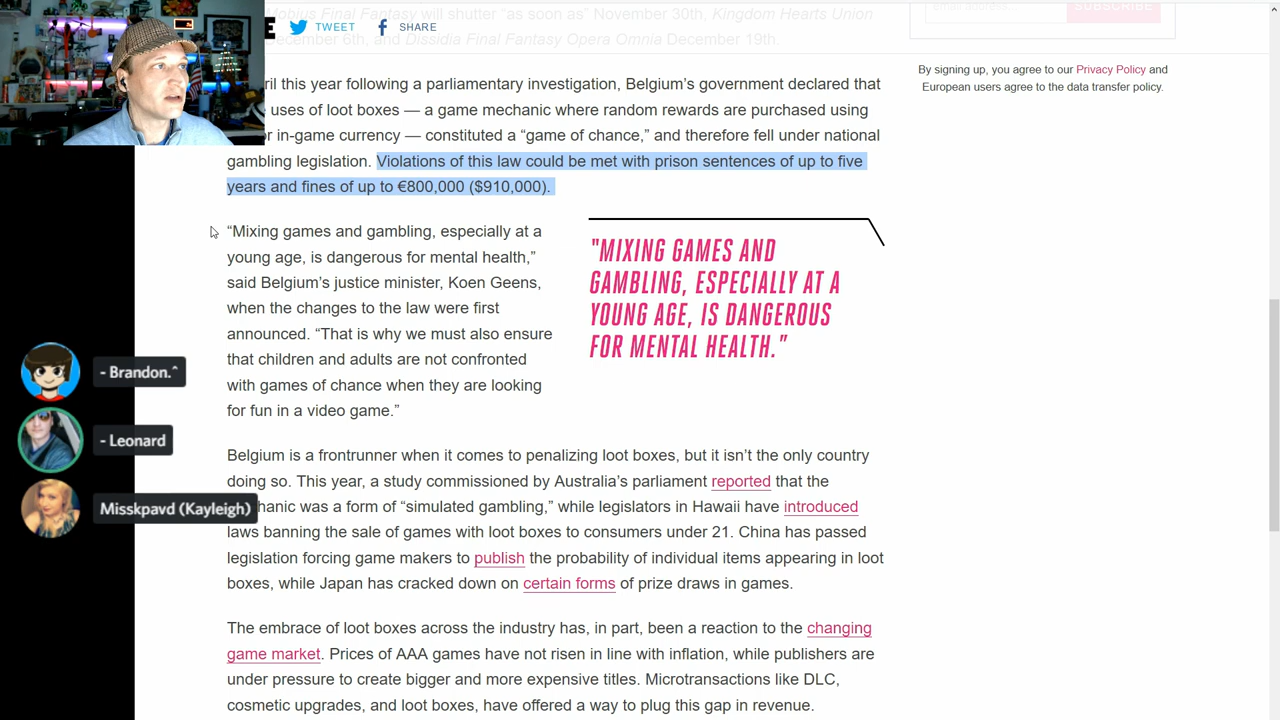 Mobius Final Fantasy will shutter “as soon as” November 30th, Kingdom Hearts Union
December 6th, and Dissidia Final Fantasy Opera Omnia December 19th.
TWEET
SHARE
email address...
SUBSCRIBE
By signing up, you agree to our Privacy Policy and
European users agree to the data transfer policy.
ril this year following a parliamentary investigation, Belgium’s government declared that
uses of loot boxes — a game mechanic where random rewards are purchased using
or in-game currency — constituted a “game of chance,” and therefore fell under national
gambling legislation. Violations of this law could be met with prison sentences of up to five
years and fines of up to €800,000 ($910,000).
“Mixing games and gambling, especially at a
young age, is dangerous for mental health,”
said Belgium’s justice minister, Koen Geens,
when the changes to the law were first
announced. “That is why we must also ensure
that children and adults are not confronted
with games of chance when they are looking
for fun in a video game.”
"MIXING GAMES AND
GAMBLING, ESPECIALLY AT A
YOUNG AGE, IS DANGEROUS
FOR MENTAL HEALTH."
- Brandon.^
- Leonard
Misskpavd (Kayleigh)
Belgium is a frontrunner when it comes to penalizing loot boxes, but it isn’t the only country
doing so. This year, a study commissioned by Australia’s parliament reported that the
hanic was a form of “simulated gambling,” while legislators in Hawaii have introduced
laws banning the sale of games with loot boxes to consumers under 21. China has passed
legislation forcing game makers to publish the probability of individual items appearing in loot
boxes, while Japan has cracked down on certain forms of prize draws in games.
The embrace of loot boxes across the industry has, in part, been a reaction to the changing
game market. Prices of AAA games have not risen in line with inflation, while publishers are
under pressure to create bigger and more expensive titles. Microtransactions like DLC,
cosmetic upgrades, and loot boxes, have offered a way to plug this gap in revenue.